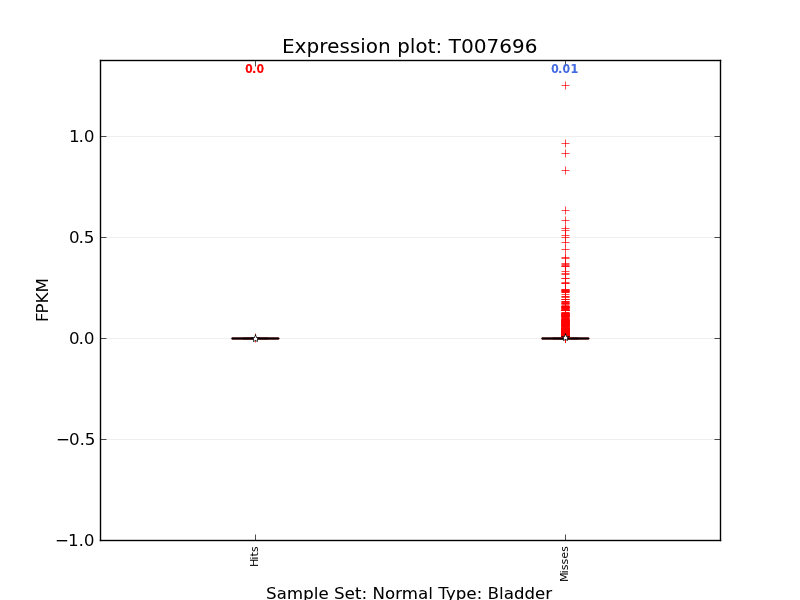 Expression plot: T007696
0.0
0.01
1.0
0.5
0.0
−0.5
−1.0
FPKM
Hits
Misses
Sample Set: Normal Type: Bladder